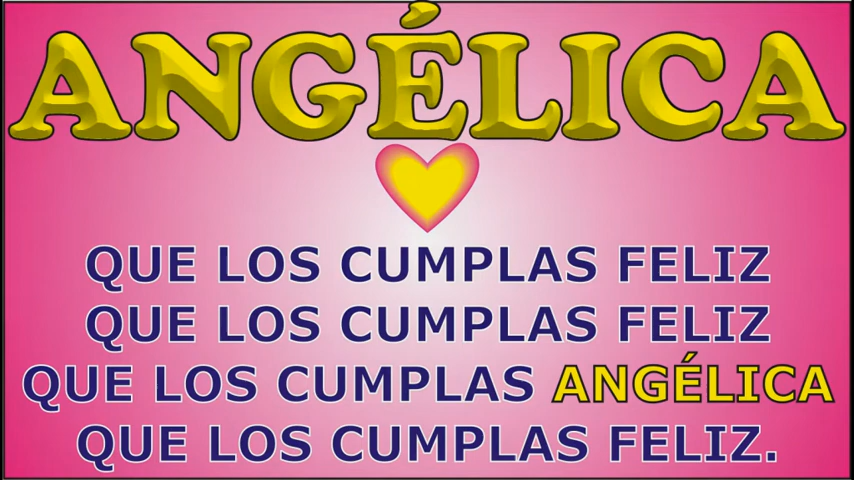 ANGÉLICA
QUE LOS CUMPLAS FELIZ
QUE LOS CUMPLAS FELIZ
QUE LOS CUMPLAS ANGÉLICA
QUE LOS CUMPLAS FELIZ.